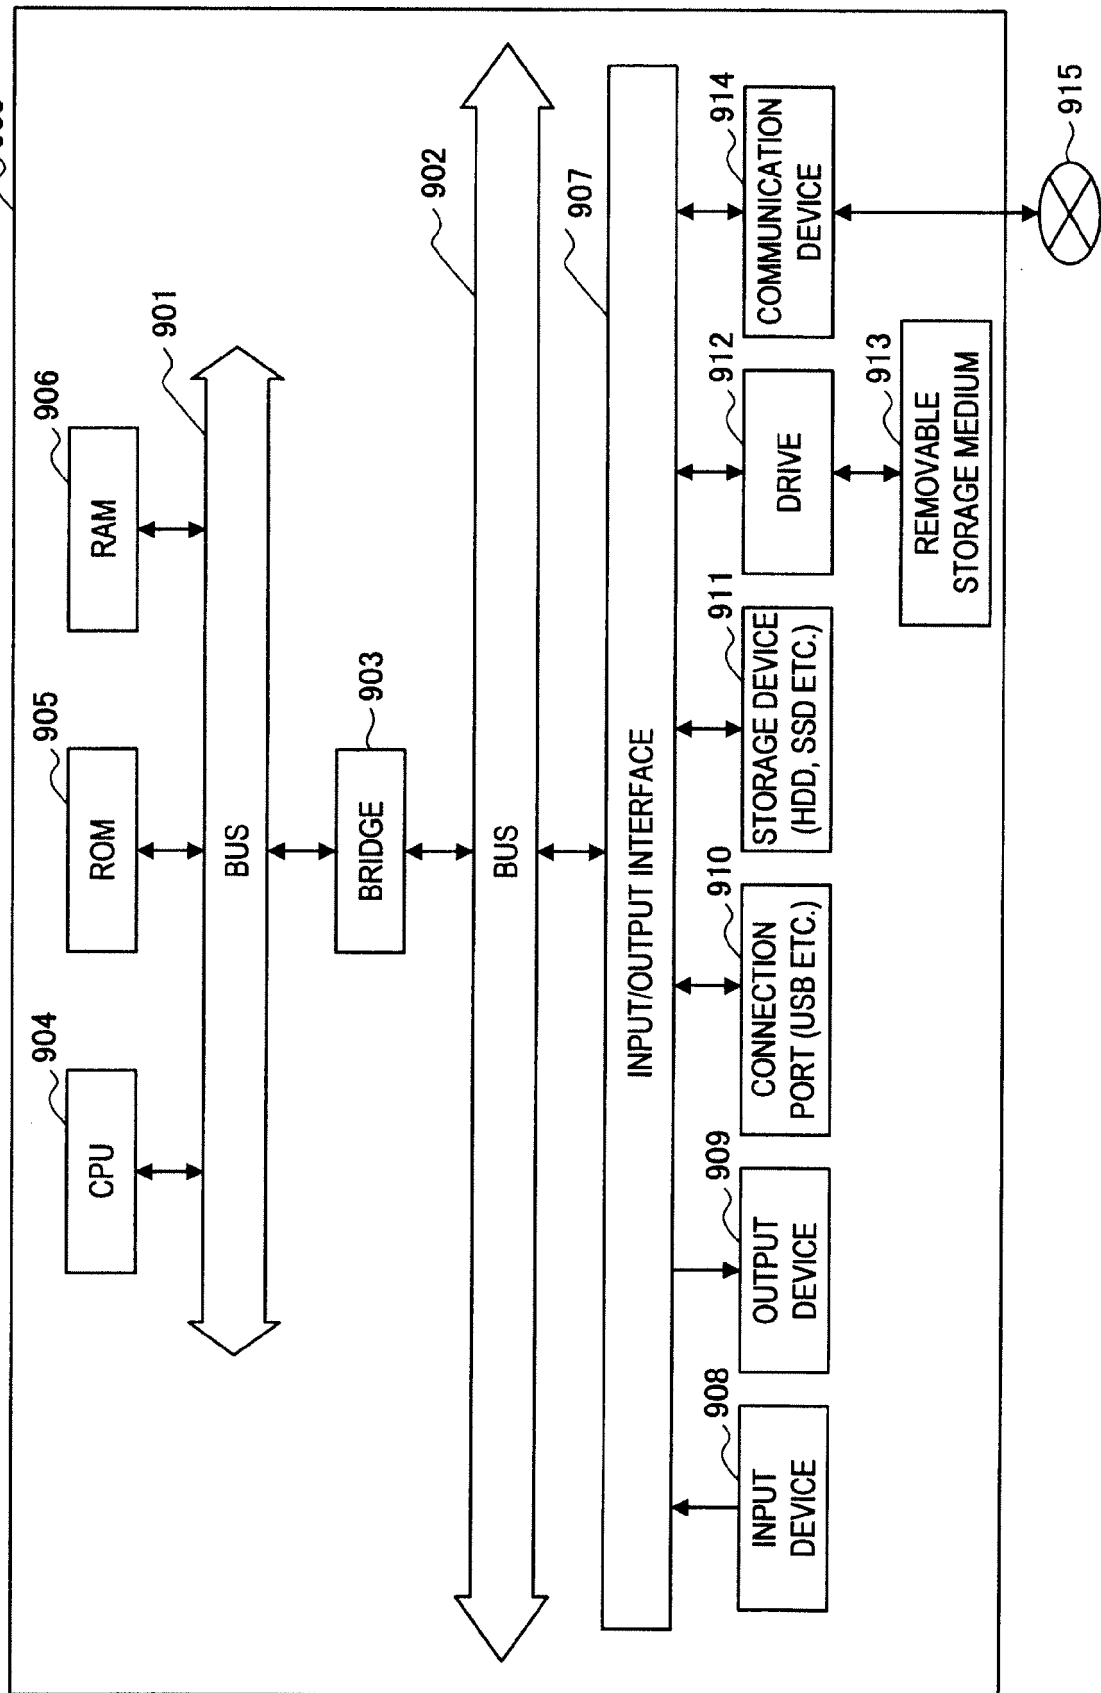 904
CPU
905
ROM
906
RAM
901
BUS
903
BRIDGE
902
BUS
907
INPUT/OUTPUT INTERFACE
908
INPUT
DEVICE
909
OUTPUT
DEVICE
910
CONNECTION
PORT (USB ETC.)
911
STORAGE DEVICE
(HDD, SSD ETC.)
912
DRIVE
914
COMMUNICATION
DEVICE
913
REMOVABLE
STORAGE MEDIUM
915